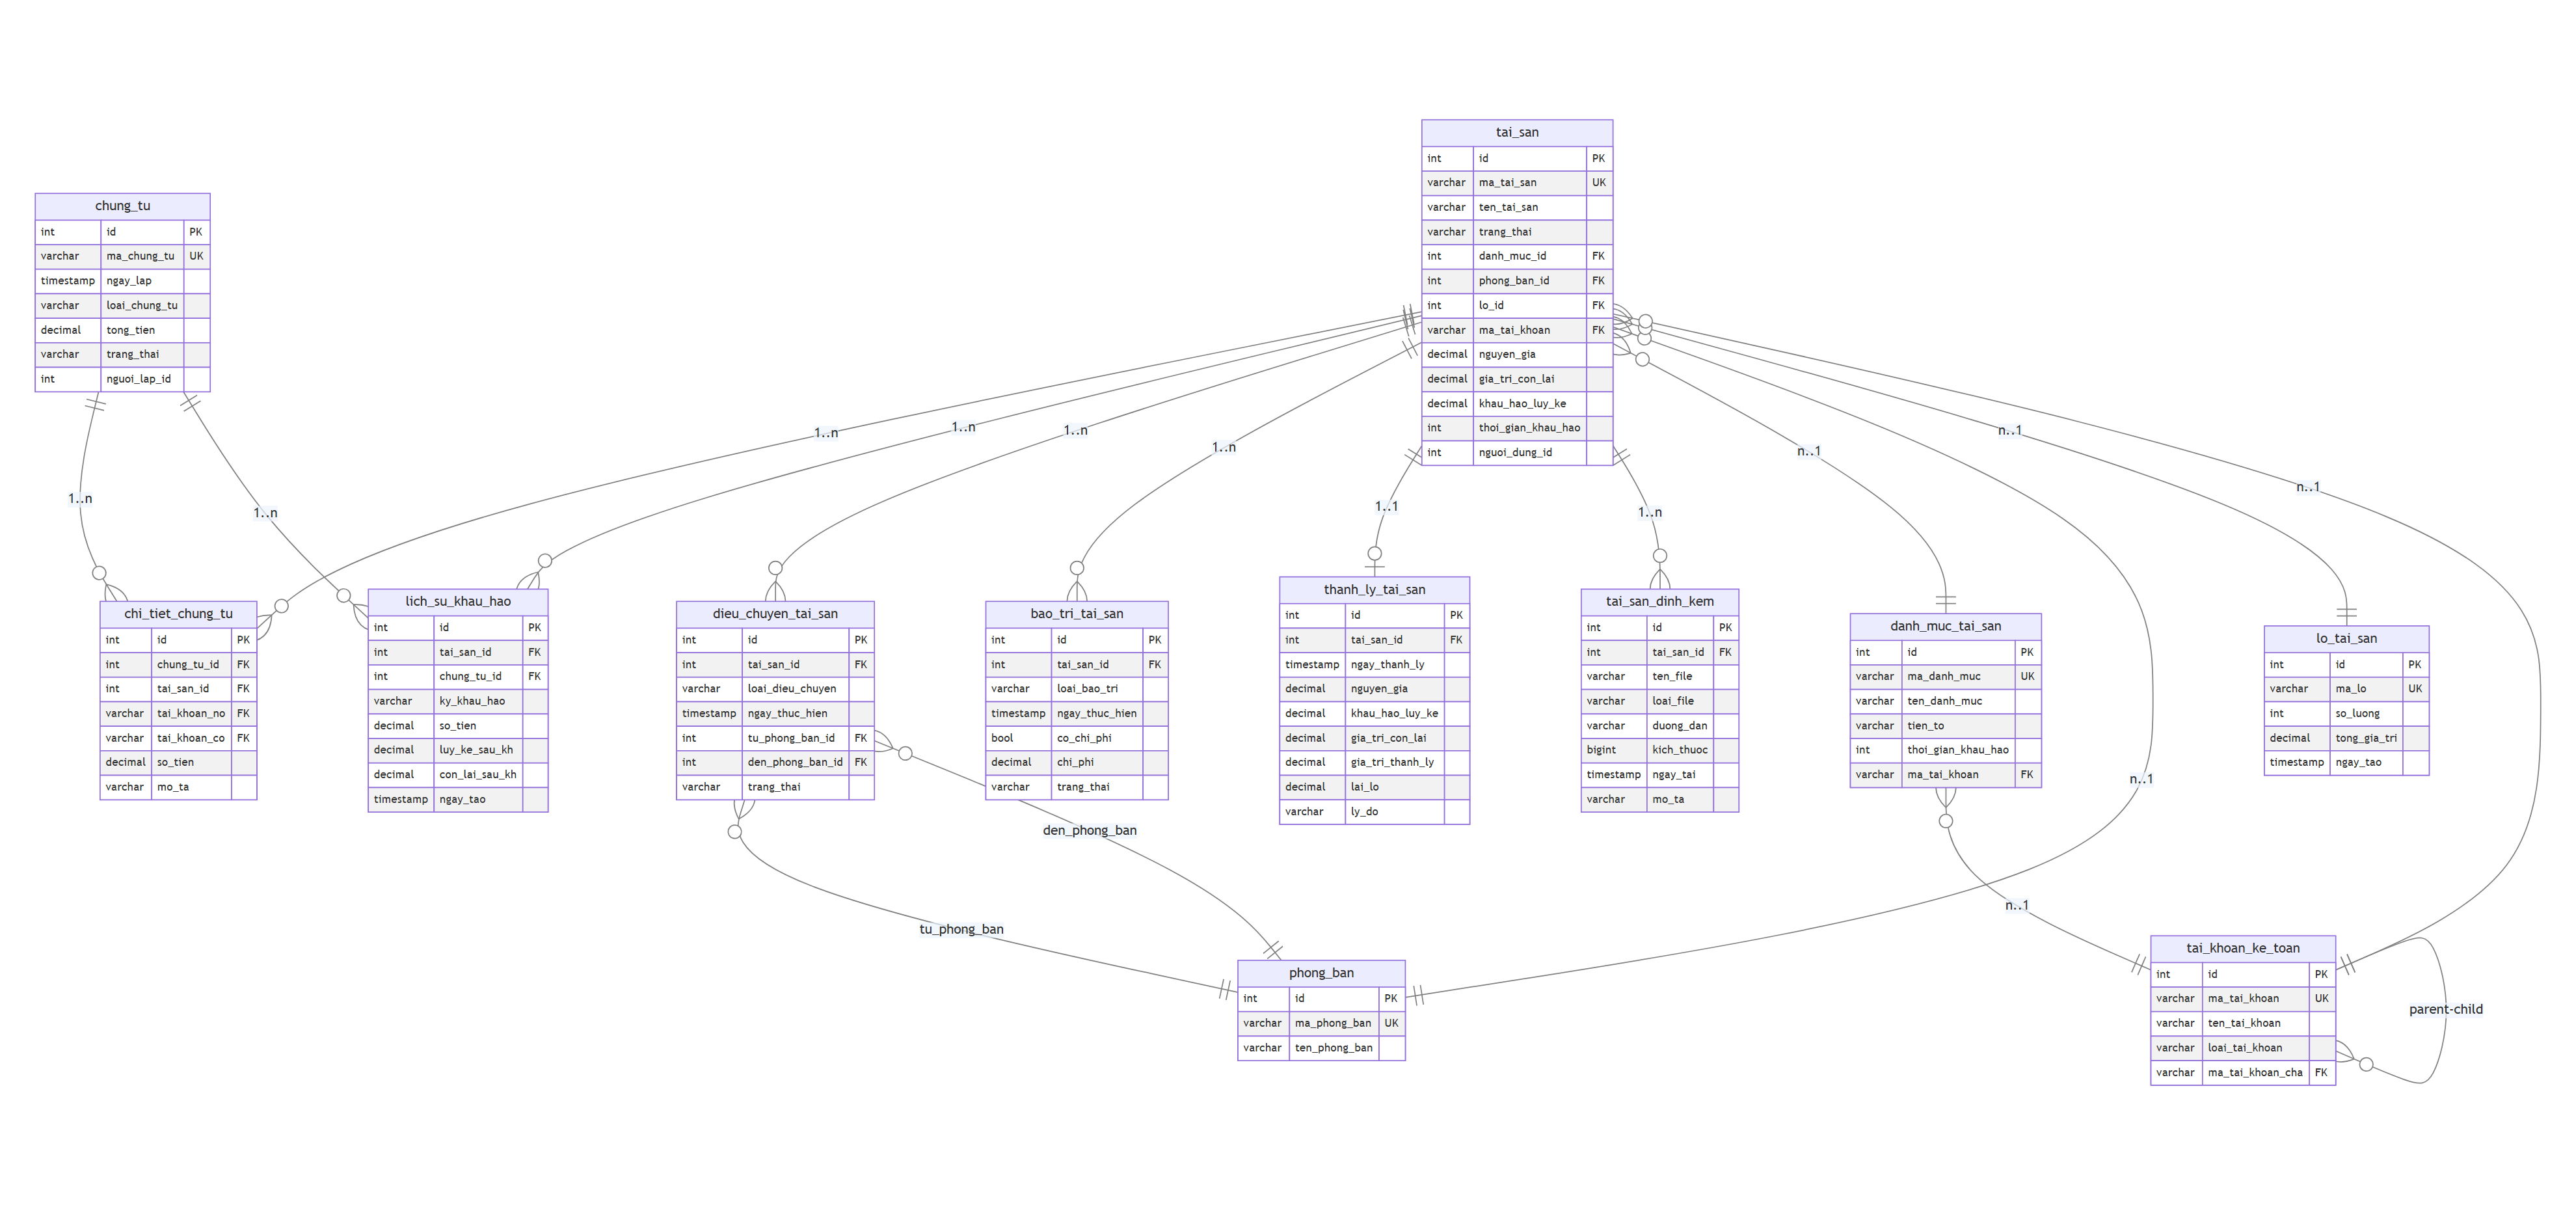 tai_san
int id PK
varchar ma_tai_san UK
varchar ten_tai_san
varchar trang_thai
int danh_muc_id FK
int phong_ban_id FK
int lo_id FK
varchar ma_tai_khoan FK
decimal nguyen_gia
decimal gia_tri_con_lai
decimal khau_hao_luy_ke
int thoi_gian_khau_hao
int nguoi_dung_id
chung_tu
int id PK
varchar ma_chung_tu UK
timestamp ngay_lap
varchar loai_chung_tu
decimal tong_tien
varchar trang_thai
int nguoi_lap_id
1..n
1..n
1..n
1..n
1..n
1..n
1..1
1..n
n..1
n..1
n..1
chi_tiet_chung_tu
int id PK
int chung_tu_id FK
int tai_san_id FK
varchar tai_khoan_no FK
varchar tai_khoan_co FK
decimal so_tien
varchar mo_ta
lich_su_khau_hao
int id PK
int tai_san_id FK
int chung_tu_id FK
varchar ky_khau_hao
decimal so_tien
decimal luy_ke_sau_kh
decimal con_lai_sau_kh
timestamp ngay_tao
dieu_chuyen_tai_san
int id PK
int tai_san_id FK
varchar loai_dieu_chuyen
timestamp ngay_thuc_hien
int tu_phong_ban_id FK
int den_phong_ban_id FK
varchar trang_thai
bao_tri_tai_san
int id PK
int tai_san_id FK
varchar loai_bao_tri
timestamp ngay_thuc_hien
bool co_chi_phi
decimal chi_phi
varchar trang_thai
thanh_ly_tai_san
int id PK
int tai_san_id FK
timestamp ngay_thanh_ly
decimal nguyen_gia
decimal khau_hao_luy_ke
decimal gia_tri_con_lai
decimal gia_tri_thanh_ly
decimal lai_lo
varchar ly_do
tai_san_dinh_kem
int id PK
int tai_san_id FK
varchar ten_file
varchar loai_file
varchar duong_dan
bigint kich_thuoc
timestamp ngay_tai
varchar mo_ta
danh_muc_tai_san
int id PK
varchar ma_danh_muc UK
varchar ten_danh_muc
varchar tien_to
int thoi_gian_khau_hao
varchar ma_tai_khoan FK
lo_tai_san
int id PK
varchar ma_lo UK
int so_luong
decimal tong_gia_tri
timestamp ngay_tao
n..1
den_phong_ban
n..1
tu_phong_ban
phong_ban
int id PK
varchar ma_phong_ban UK
varchar ten_phong_ban
tai_khoan_ke_toan
int id PK
varchar ma_tai_khoan UK
varchar ten_tai_khoan
varchar loai_tai_khoan
varchar ma_tai_khoan_cha FK
parent-child